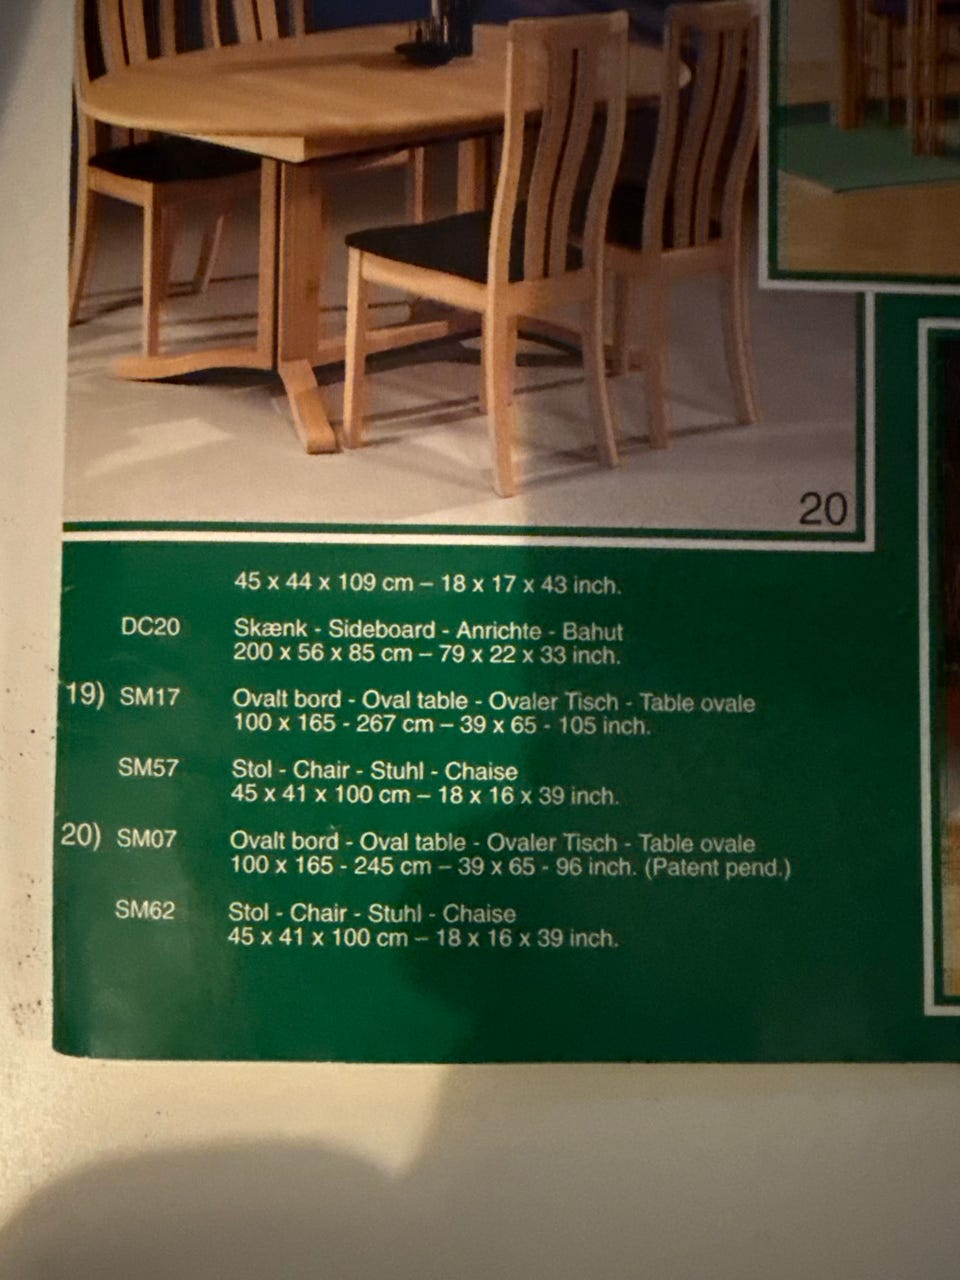 20
45 x 44 x 109 cm – 18 x 17 x 43 inch.
DC20 Skænk - Sideboard - Anrichte - Bahut
200 x 56 x 85 cm – 79 x 22 x 33 inch.
19) SM17 Ovalt bord - Oval table - Ovaler Tisch - Table ovale
100 x 165 - 267 cm – 39 x 65 - 105 inch.
SM57 Stol - Chair - Stuhl - Chaise
45 x 41 x 100 cm – 18 x 16 x 39 inch.
20) SM07 Ovalt bord - Oval table - Ovaler Tisch - Table ovale
100 x 165 - 245 cm – 39 x 65 - 96 inch. (Patent pend.)
SM62 Stol - Chair - Stuhl - Chaise
45 x 41 x 100 cm – 18 x 16 x 39 inch.